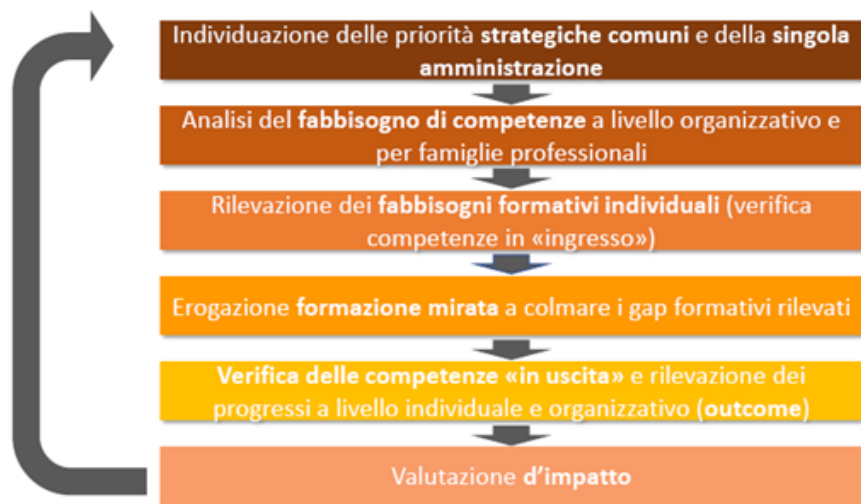 Individuazione delle priorità strategiche comuni e della singola
amministrazione
Analisi del fabbisogno di competenze a livello organizzativo e
per famiglie professionali
Rilevazione dei fabbisogni formativi individuali (verifica
competenze in «ingresso»)
Erogazione formazione mirata a colmare i gap formativi rilevati
Verifica delle competenze «in uscita» e rilevazione dei
progressi a livello individuale e organizzativo (outcome)
Valutazione d'impatto